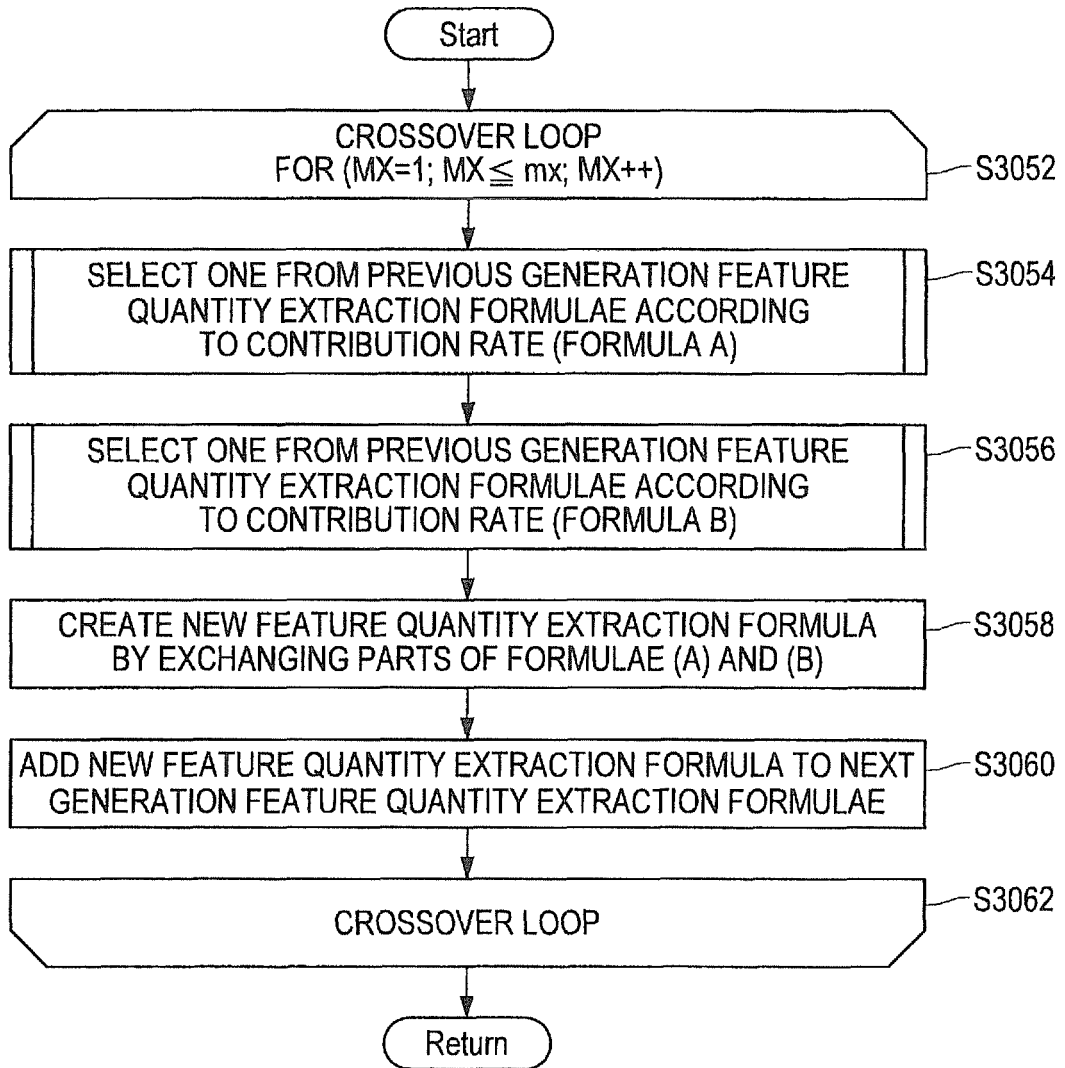 Start
CROSSOVER LOOP
FOR (MX=1; MX≦mx; MX++)
S3052
SELECT ONE FROM PREVIOUS GENERATION FEATURE
QUANTITY EXTRACTION FORMULAE ACCORDING
TO CONTRIBUTION RATE (FORMULA A)
S3054
SELECT ONE FROM PREVIOUS GENERATION FEATURE
QUANTITY EXTRACTION FORMULAE ACCORDING
TO CONTRIBUTION RATE (FORMULA B)
S3056
CREATE NEW FEATURE QUANTITY EXTRACTION FORMULA
BY EXCHANGING PARTS OF FORMULAE (A) AND (B)
S3058
ADD NEW FEATURE QUANTITY EXTRACTION FORMULA TO NEXT
GENERATION FEATURE QUANTITY EXTRACTION FORMULAE
S3060
CROSSOVER LOOP
S3062
Return